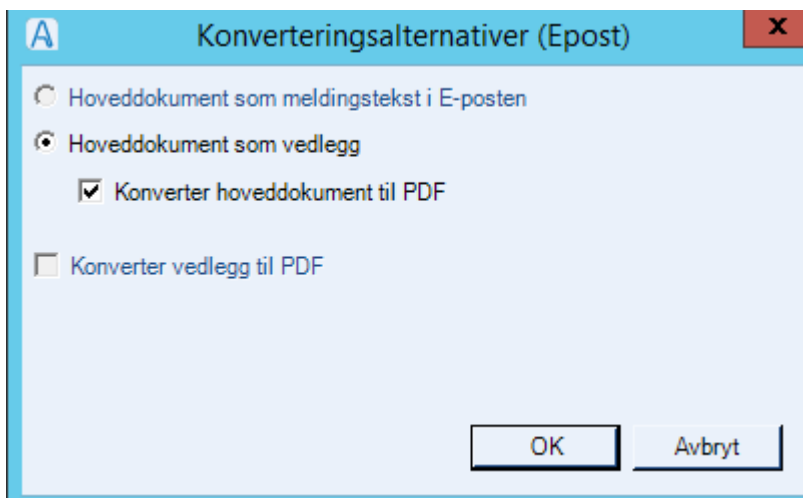 A
Konverteringsalternativer (Epost)
x
Hoveddokument som meldingstekst i E-posten
Hoveddokument som vedlegg
Konverter hoveddokument til PDF
Konverter vedlegg til PDF
OK
Avbryt